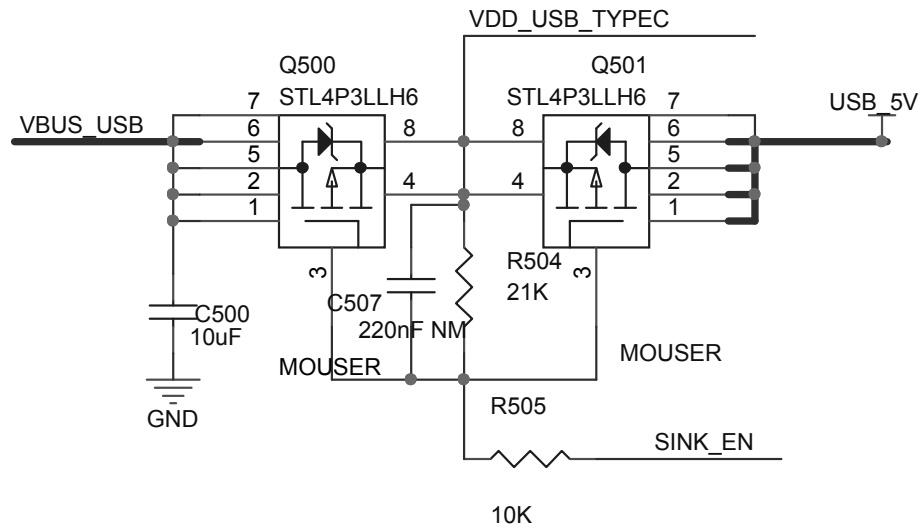 VDD_USB_TYPEC
Q500
Q501
STL4P3LLH6
STL4P3LLH6
VBUS_USB
USB_5V
7
6
5
2
1
8
4
8
4
7
6
5
2
1
3
3
R504
21K
C500
10uF
C507
220nF NM
MOUSER
MOUSER
GND
R505
SINK_EN
10K